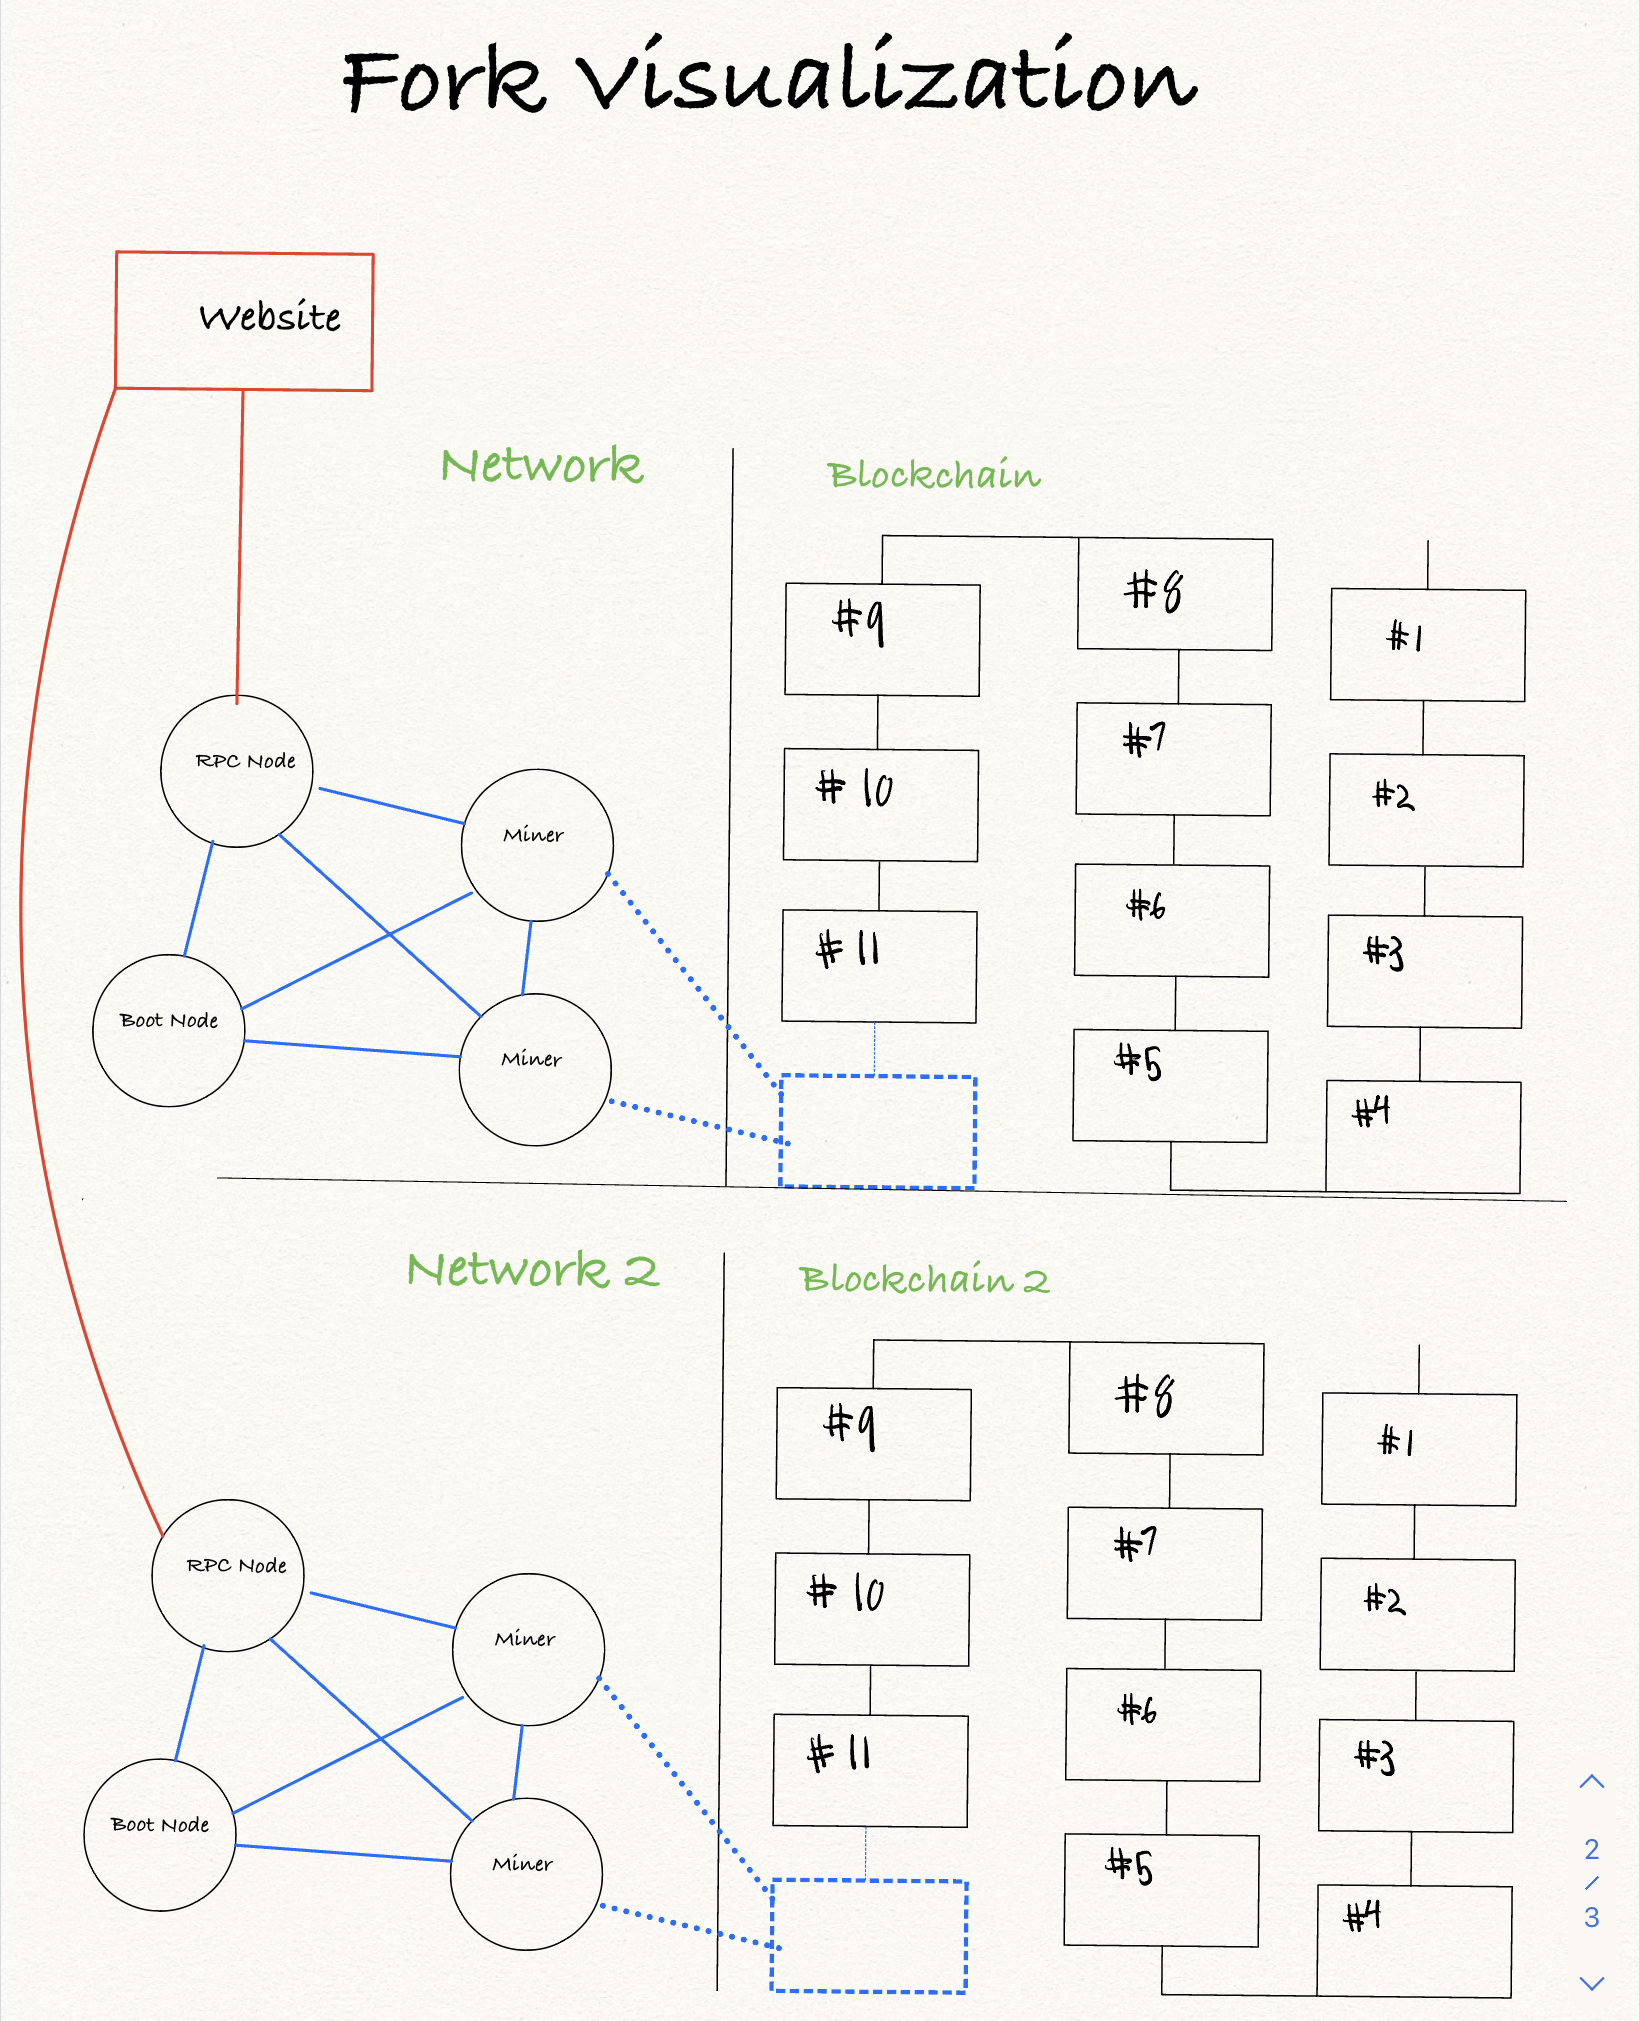 Fork Visualization
Website
Network
Blockchain
#9
#8
#1
#10
#7
#2
#11
#6
#3
#5
#4
RPC Node
Miner
Boot Node
Miner
Network 2
Blockchain 2
#9
#8
#1
#10
#7
#2
#11
#6
#3
#5
#4
RPC Node
Miner
Boot Node
Miner
2
/
3